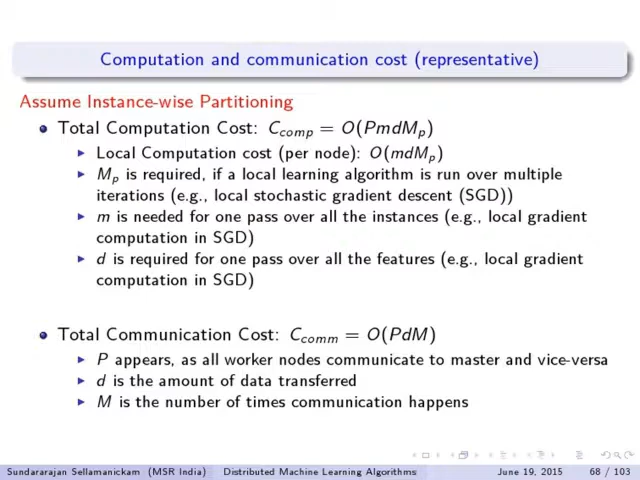 Computation and communication cost (representative)
Assume Instance-wise Partitioning
Total Computation Cost: C_comp = O(PmdM_p)
Local Computation cost (per node): O(mdM_p)
M_p is required, if a local learning algorithm is run over multiple
iterations (e.g., local stochastic gradient descent (SGD))
m is needed for one pass over all the instances (e.g., local gradient
computation in SGD)
d is required for one pass over all the features (e.g., local gradient
computation in SGD)
Total Communication Cost: C_comm = O(PdM)
P appears, as all worker nodes communicate to master and vice-versa
d is the amount of data transferred
M is the number of times communication happens
Sundararajan Sellamanickam (MSR India) Distributed Machine Learning Algorithms June 19, 2015 68 / 103